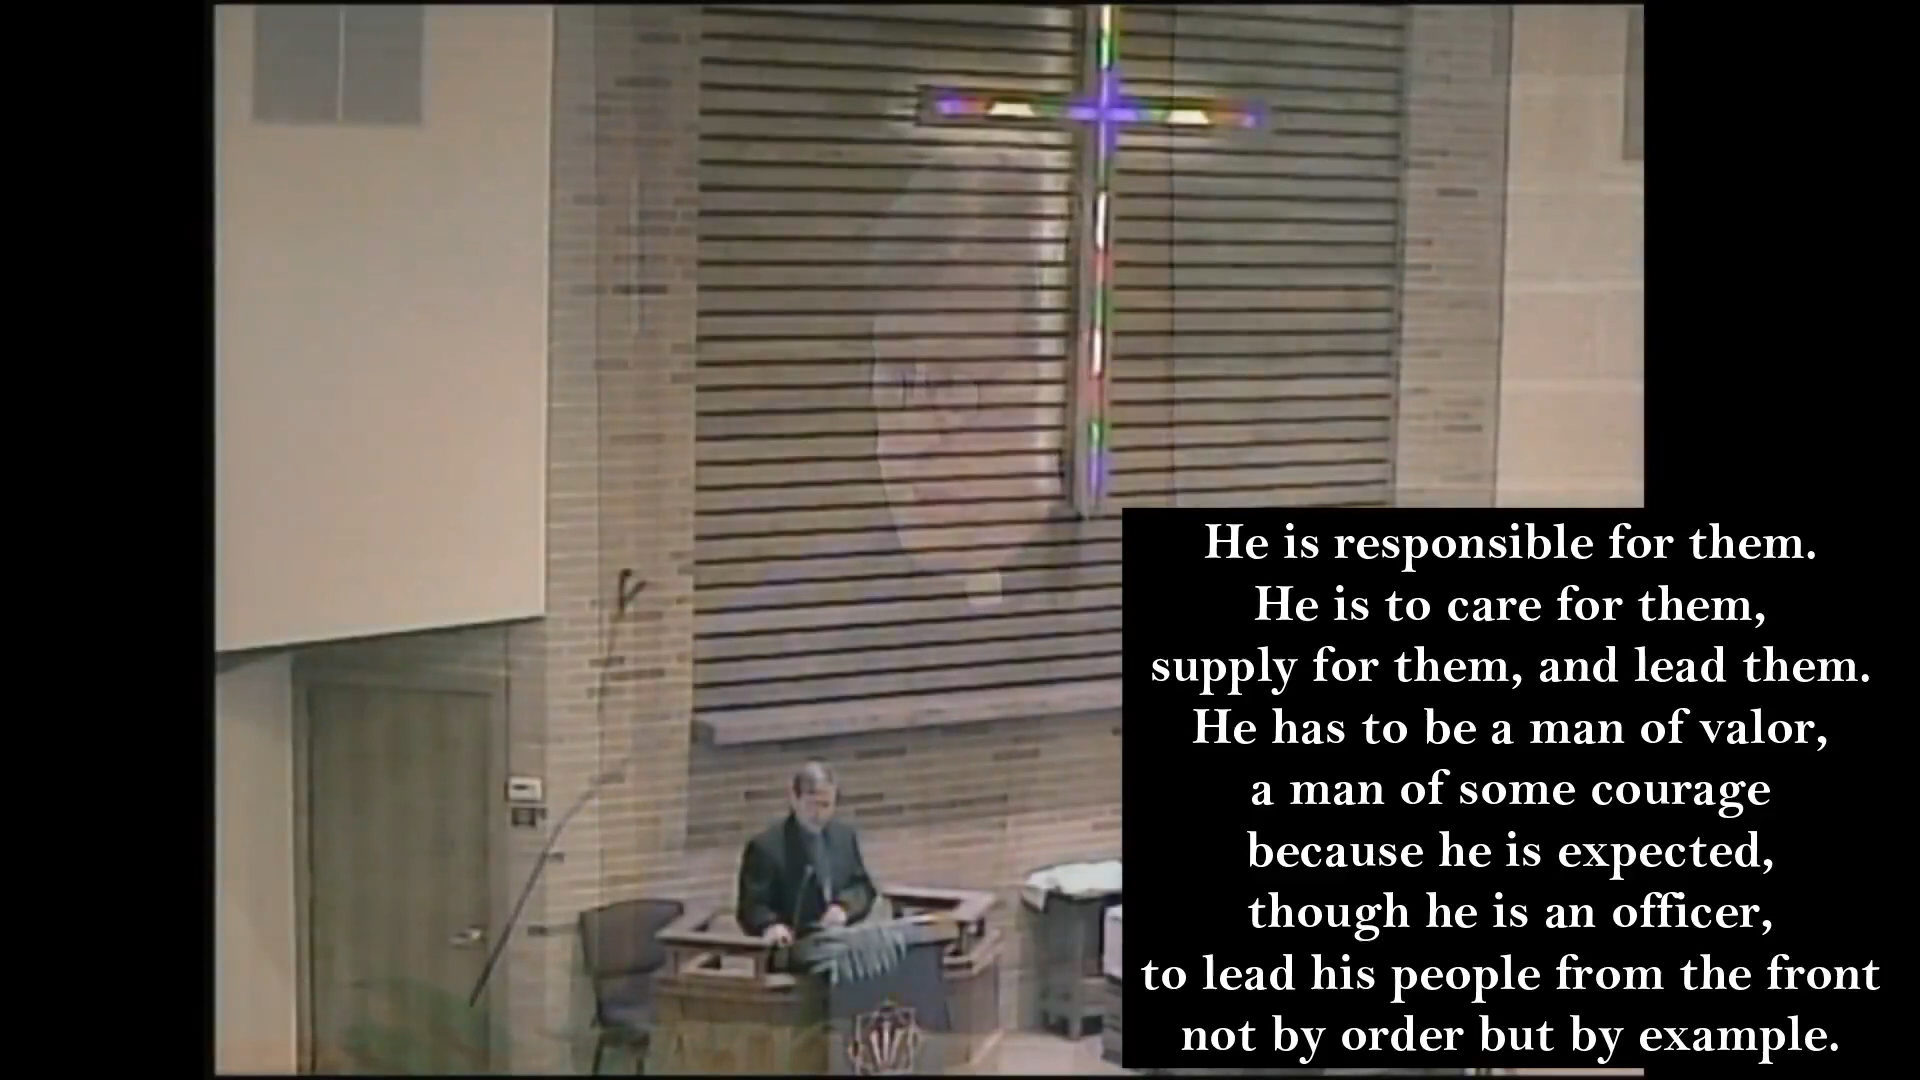 He is responsible for them.
He is to care for them,
supply for them, and lead them.
He has to be a man of valor,
a man of some courage
because he is expected,
though he is an officer,
to lead his people from the front
not by order but by example.